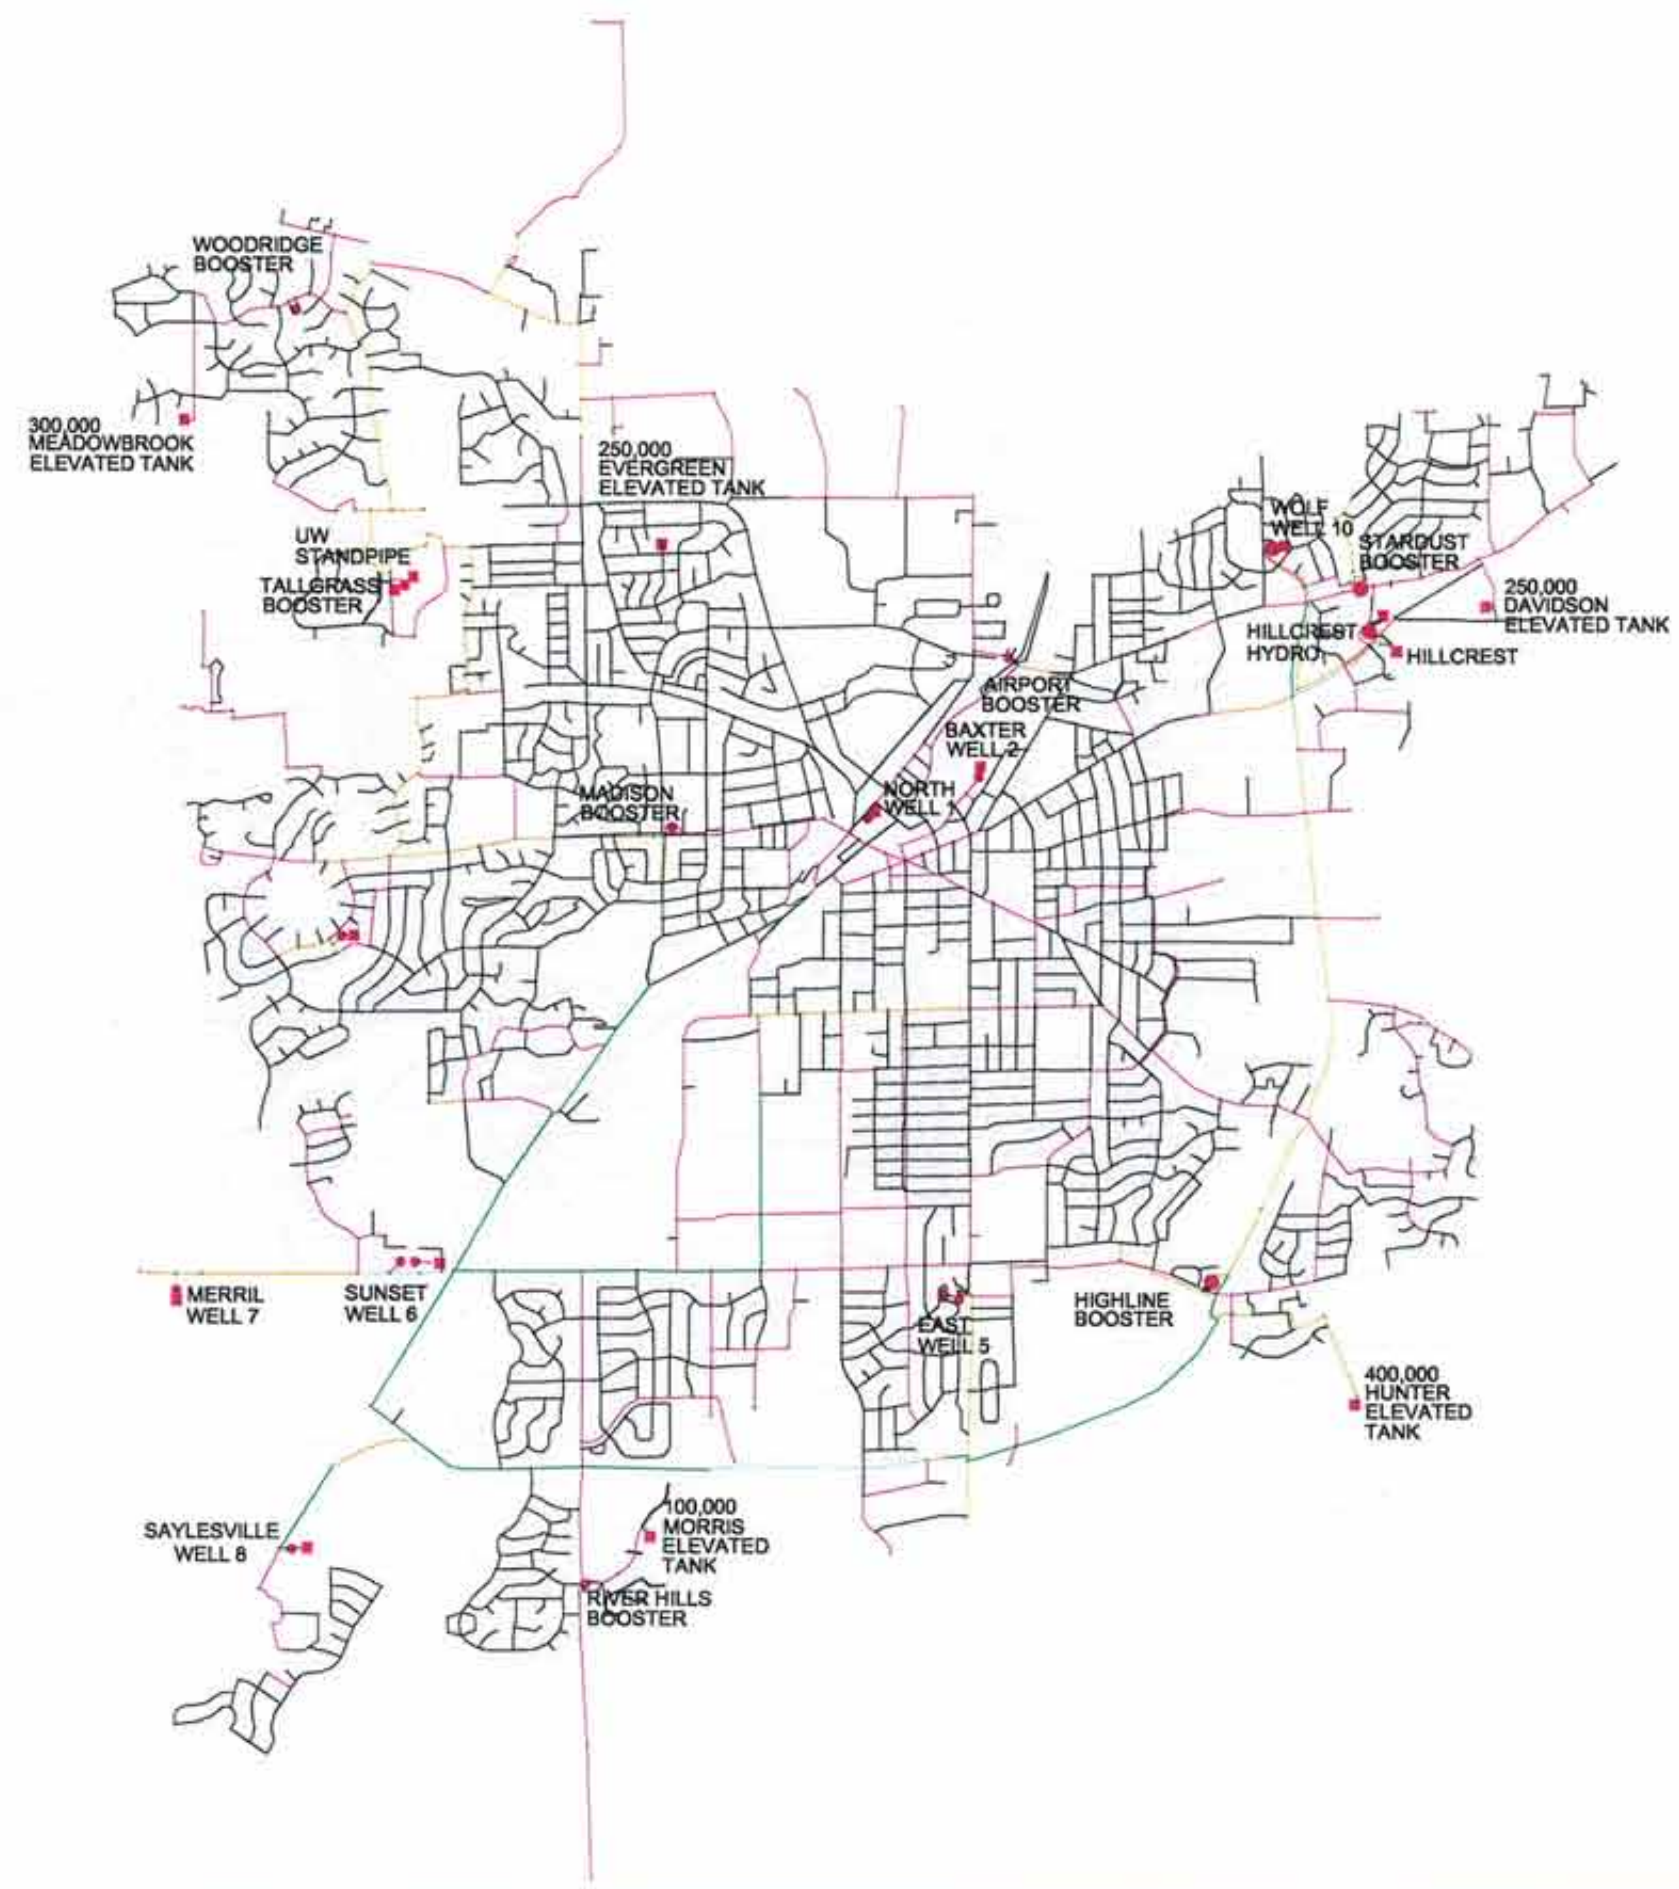 WOODRIDGE
BOOSTER
300,000
MEADOWBROOK
ELEVATED TANK
250,000
EVERGREEN
ELEVATED TANK
UW
STANDPIPE
TALLGRASS
BOOSTER
WOLF
WELL 10
STARDUST
BOOSTER
250,000
DAVIDSON
ELEVATED TANK
HILLCREST
HYDRO
HILLCREST
AIRPORT
BOOSTER
BAXTER
WELL 2
NORTH
WELL 1
MADISON
BOOSTER
MERRIL
WELL 7
SUNSET
WELL 6
EAST
WELL 5
HIGHLINE
BOOSTER
400,000
HUNTER
ELEVATED
TANK
SAYLESVILLE
WELL 8
100,000
MORRIS
ELEVATED
TANK
RIVER HILLS
BOOSTER